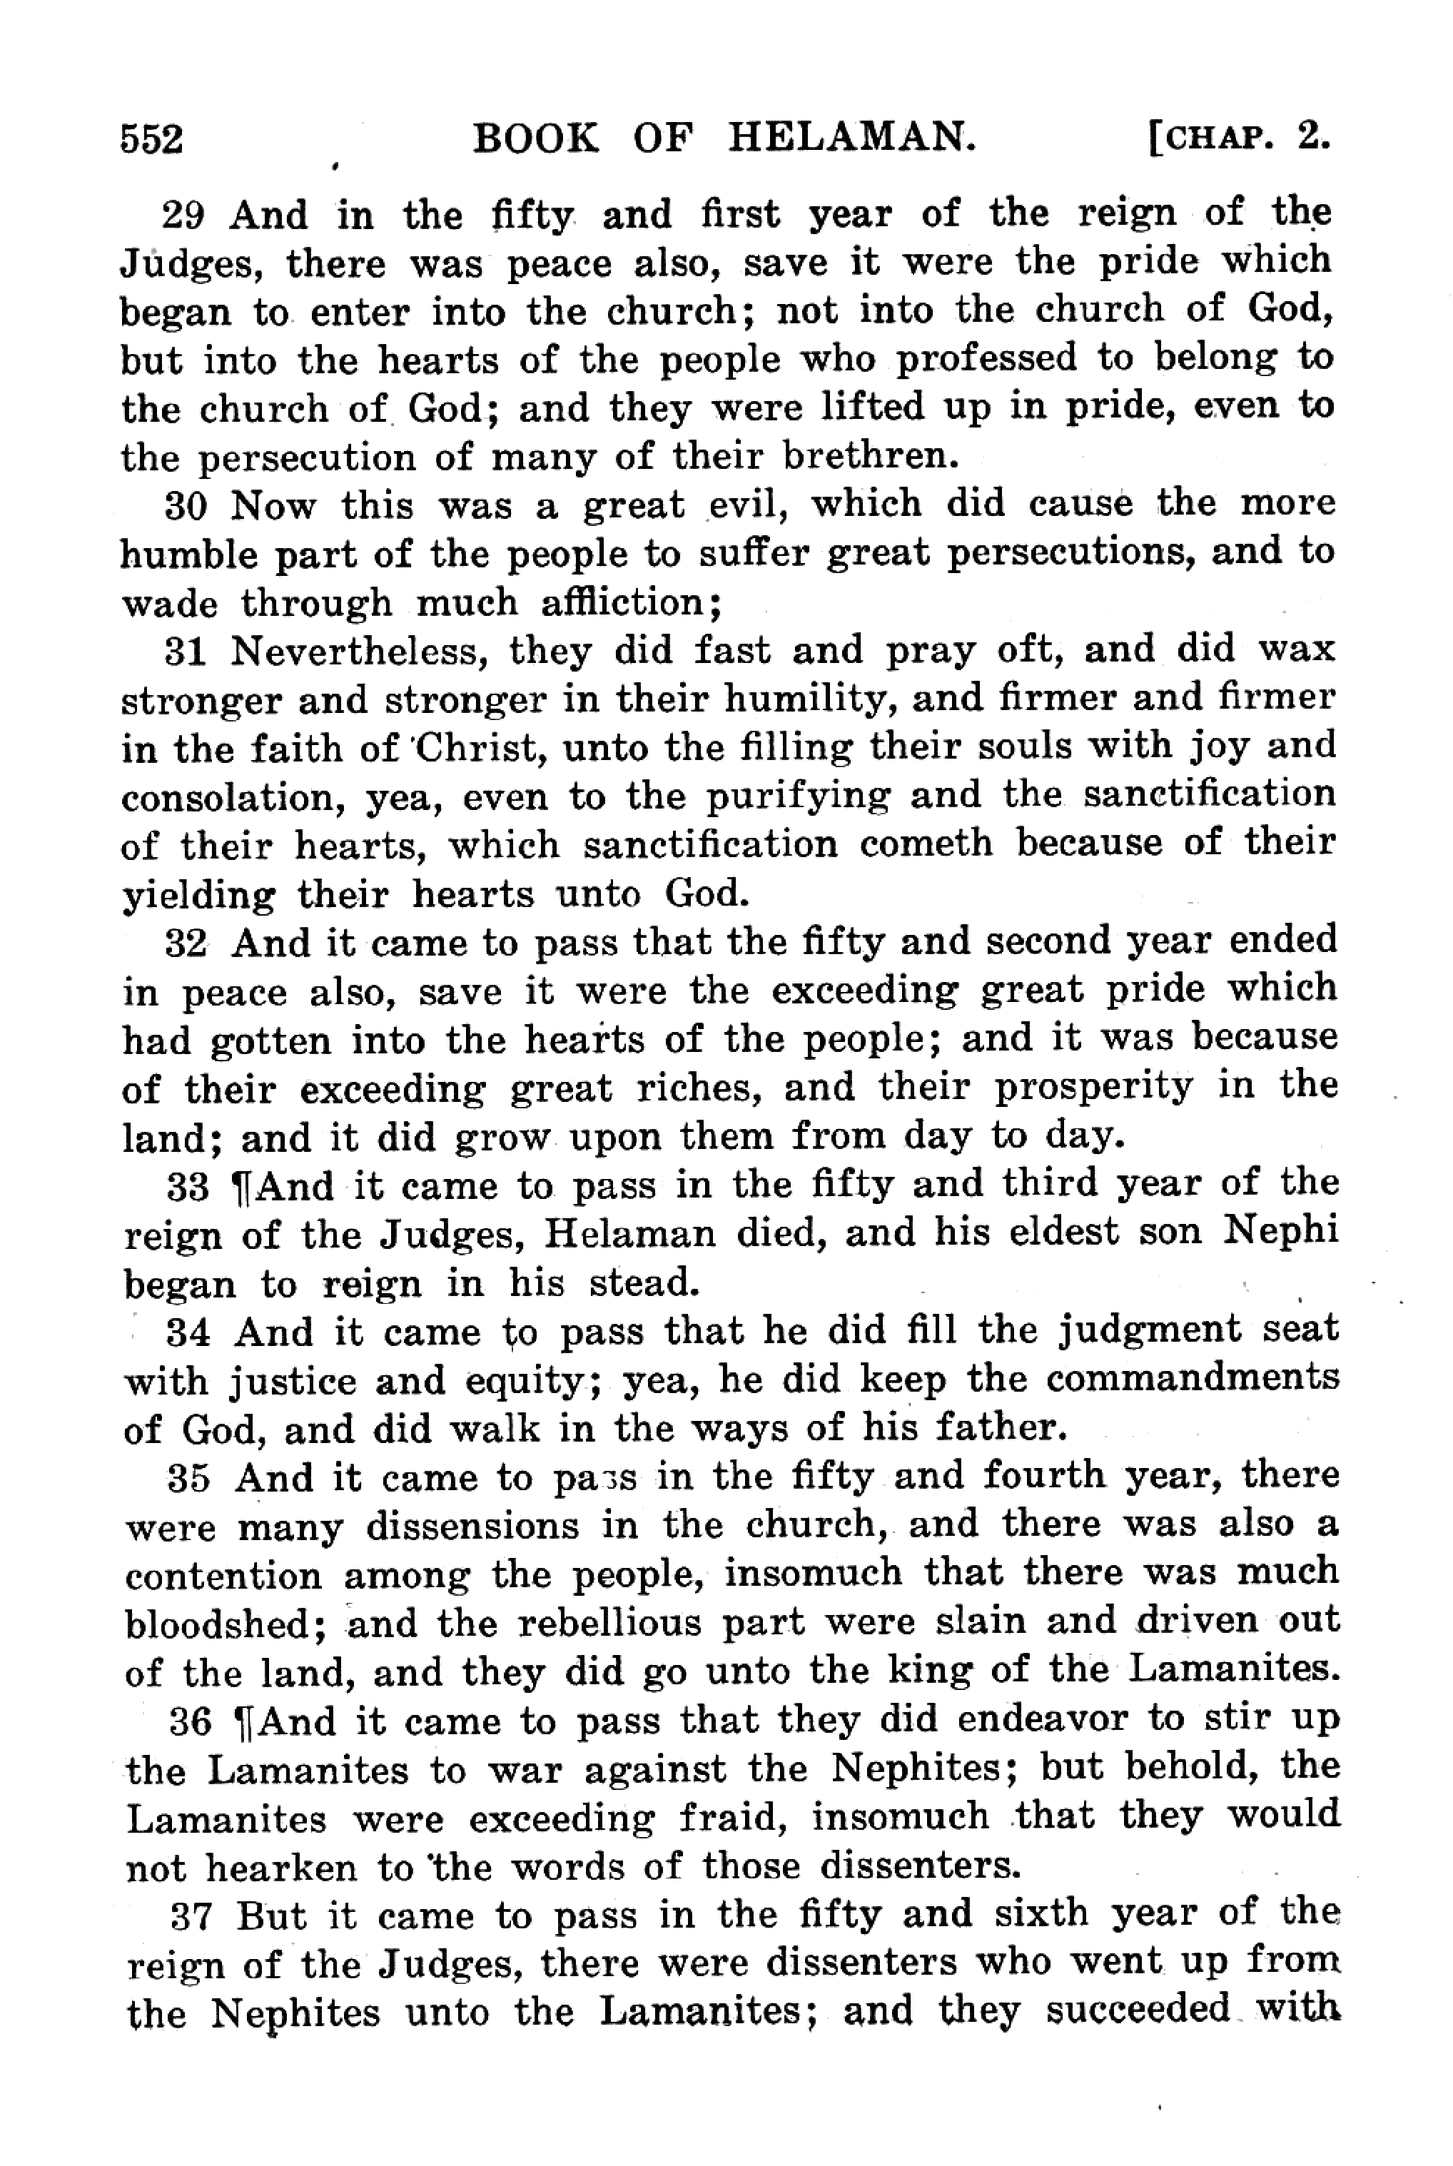 552 BOOK OF HELAMAN. [CHAP. 2.
29 And in the fifty and first year of the reign of the
Judges, there was peace also, save it were the pride which
began to enter into the church; not into the church of God,
but into the hearts of the people who professed to belong to
the church of God; and they were lifted up in pride, even to
the persecution of many of their brethren.
30 Now this was a great evil, which did cause the more
humble part of the people to suffer great persecutions, and to
wade through much affliction;
31 Nevertheless, they did fast and pray oft, and did wax
stronger and stronger in their humility, and firmer and firmer
in the faith of Christ, unto the filling their souls with joy and
consolation, yea, even to the purifying and the sanctification
of their hearts, which sanctification cometh because of their
yielding their hearts unto God.
32 And it came to pass that the fifty and second year ended
in peace also, save it were the exceeding great pride which
had gotten into the hearts of the people; and it was because
of their exceeding great riches, and their prosperity in the
land; and it did grow upon them from day to day.
33 ¶And it came to pass in the fifty and third year of the
reign of the Judges, Helaman died, and his eldest son Nephi
began to reign in his stead.
34 And it came to pass that he did fill the judgment seat
with justice and equity; yea, he did keep the commandments
of God, and did walk in the ways of his father.
35 And it came to pass in the fifty and fourth year, there
were many dissensions in the church, and there was also a
contention among the people, insomuch that there was much
bloodshed; and the rebellious part were slain and driven out
of the land, and they did go unto the king of the Lamanites.
36 ¶And it came to pass that they did endeavor to stir up
the Lamanites to war against the Nephites; but behold, the
Lamanites were exceeding fraid, insomuch that they would
not hearken to the words of those dissenters.
37 But it came to pass in the fifty and sixth year of the
reign of the Judges, there were dissenters who went up from
the Nephites unto the Lamanites; and they succeeded with